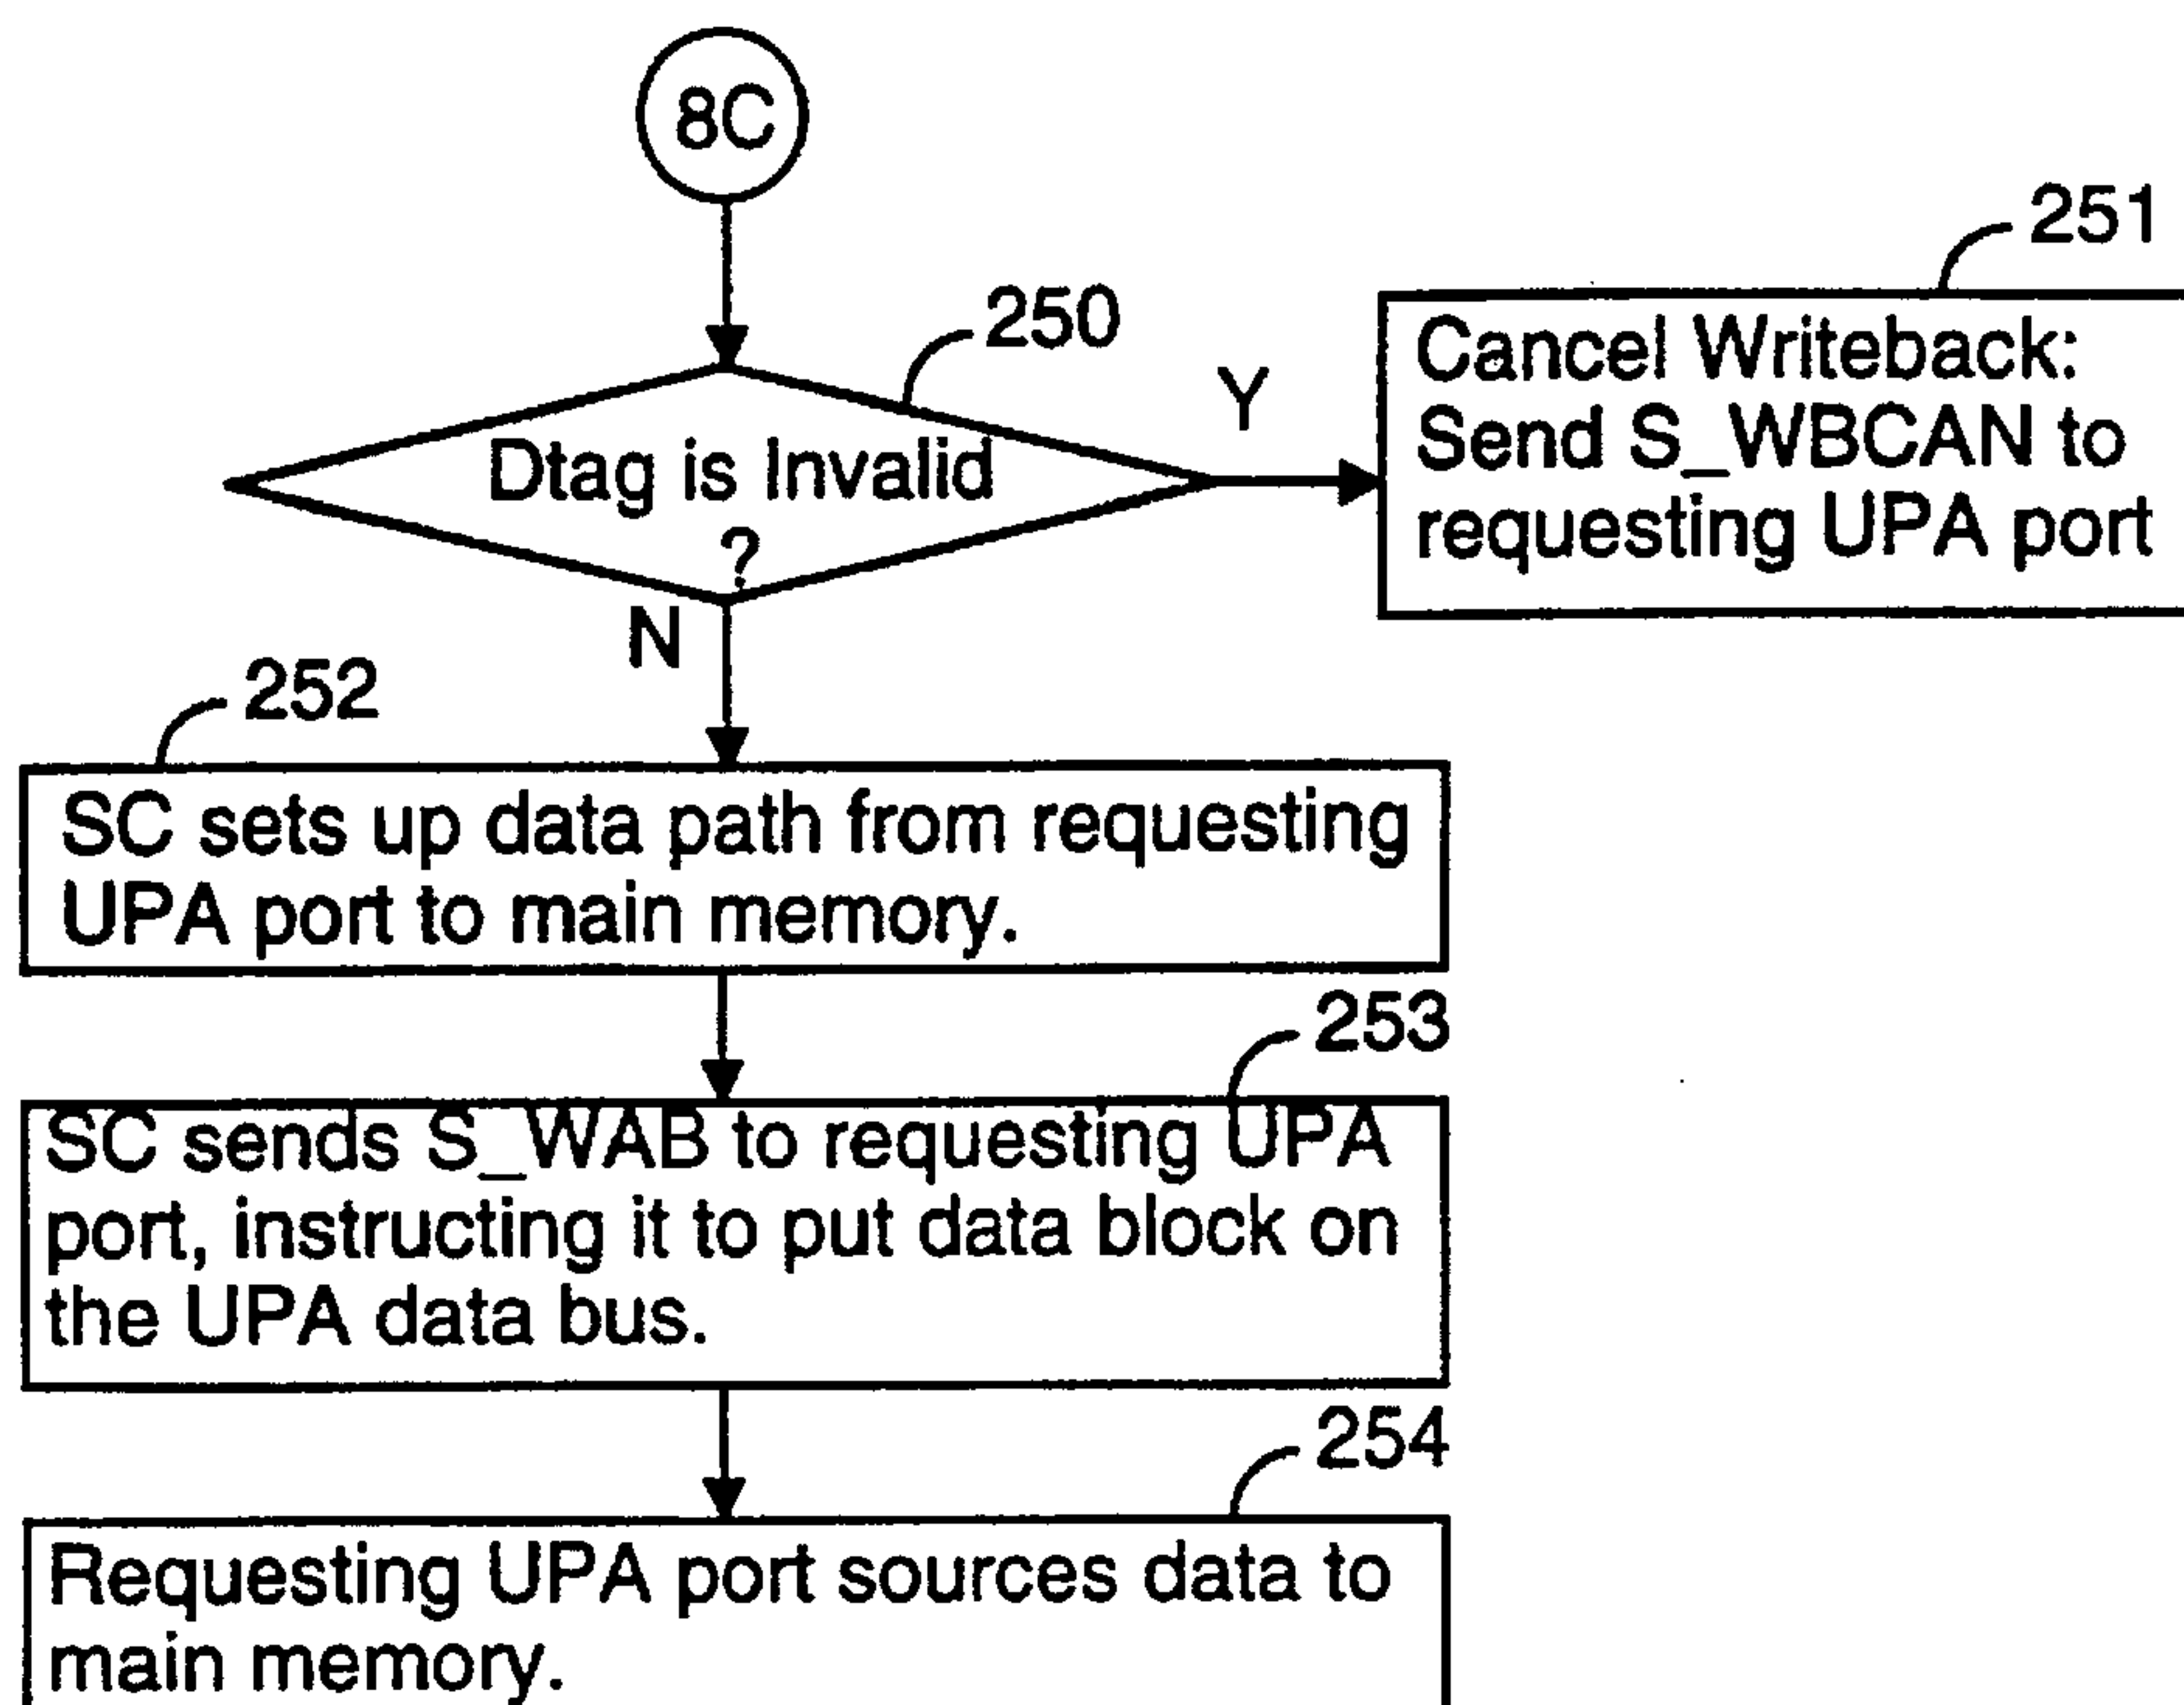 8C
251
250
Y
Cancel Writeback:
Send S_WBCAN to
requesting UPA port
Dtag is Invalid
?
N
252
SC sets up data path from requesting
UPA port to main memory.
253
SC sends S_WAB to requesting UPA
port, instructing it to put data block on
the UPA data bus.
254
Requesting UPA port sources data to
main memory.